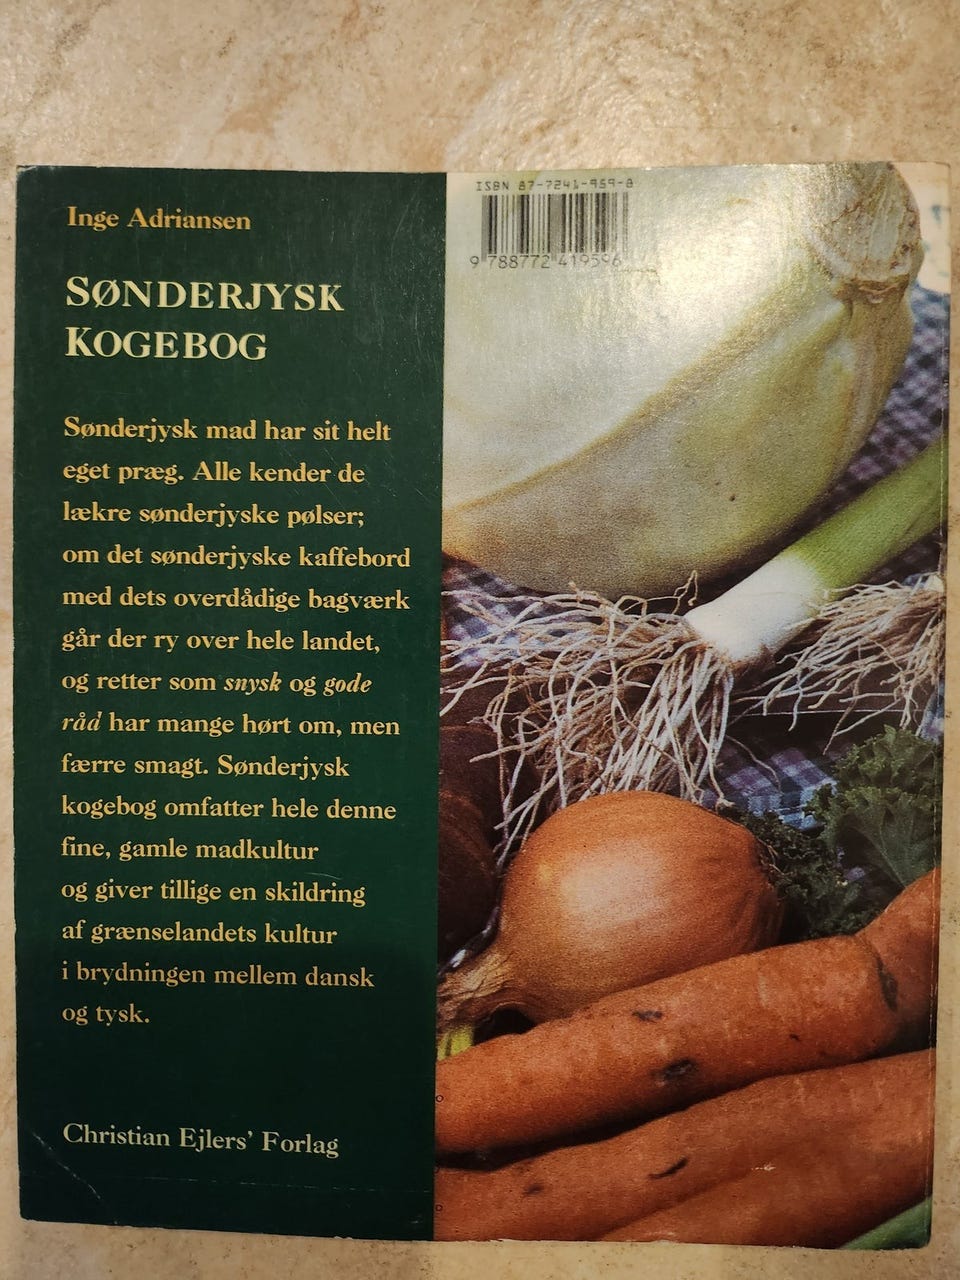 Inge Adriansen
SØNDERJYSK
KOGEBOG
Sønderjysk mad har sit helt
eget præg. Alle kender de
lækre sønderjyske pølser;
om det sønderjyske kaffebord
med dets overdådige bagværk
går der ry over hele landet,
og retter som snysk og gode
råd har mange hørt om, men
færre smagt. Sønderjysk
kogebog omfatter hele denne
fine, gamle madkultur
og giver tillige en skildring
af grænselandets kultur
i brydningen mellem dansk
og tysk.
Christian Ejlers' Forlag
ISBN 87-7241-959-8
9 788772 419596